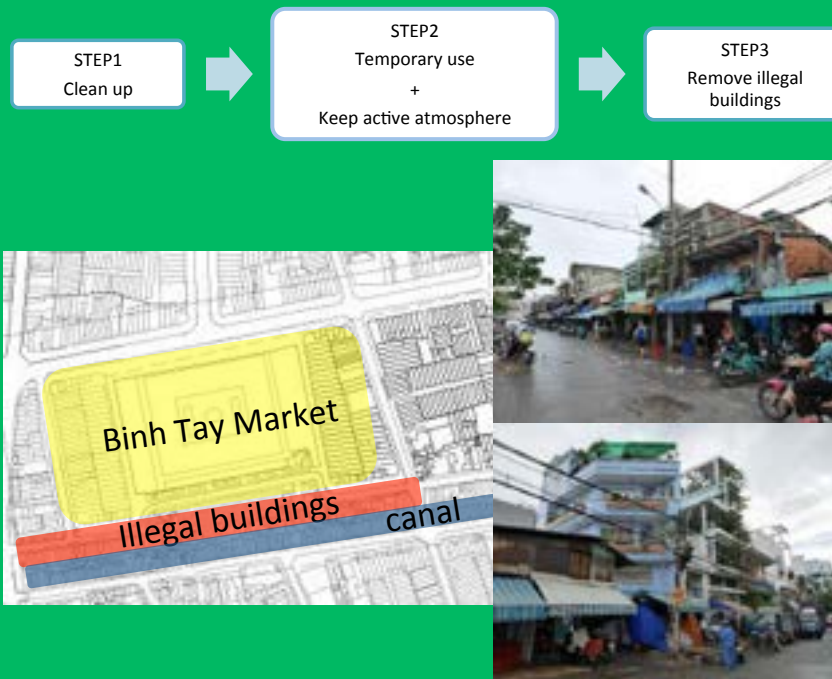 STEP1
Clean up
STEP2
Temporary use
+
Keep active atmosphere
STEP3
Remove illegal
buildings
Binh Tay Market
Illegal buildings
canal